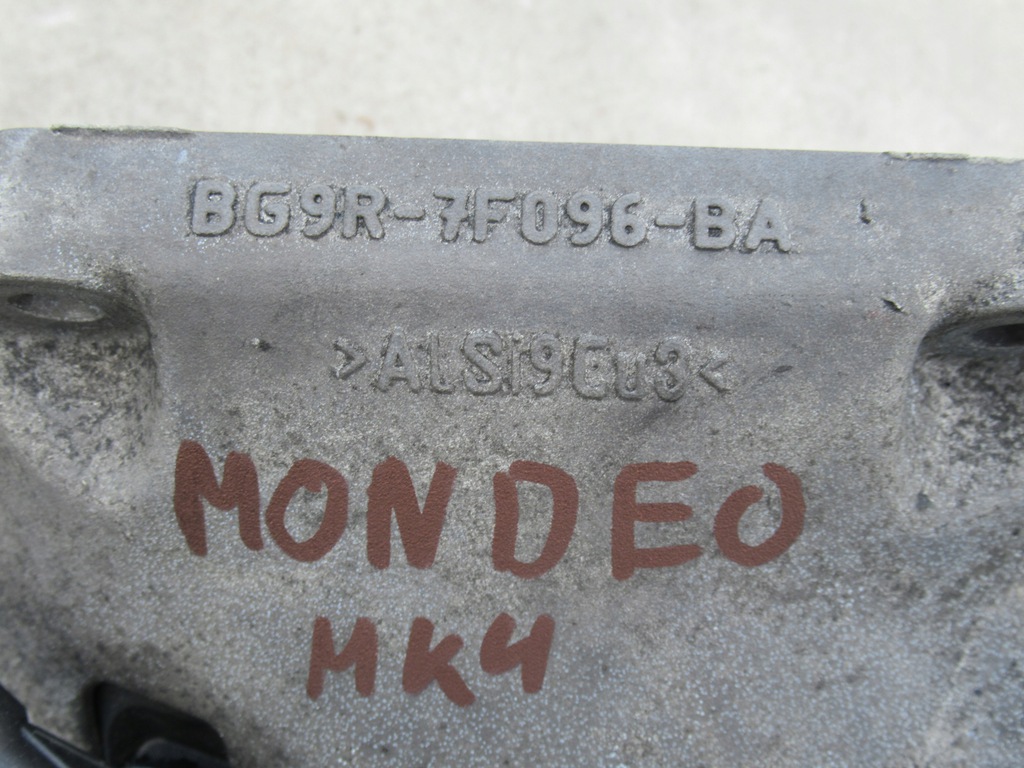 BG9R-7F096-BA
>AlSi9Cu3<
MONDEO
MK4